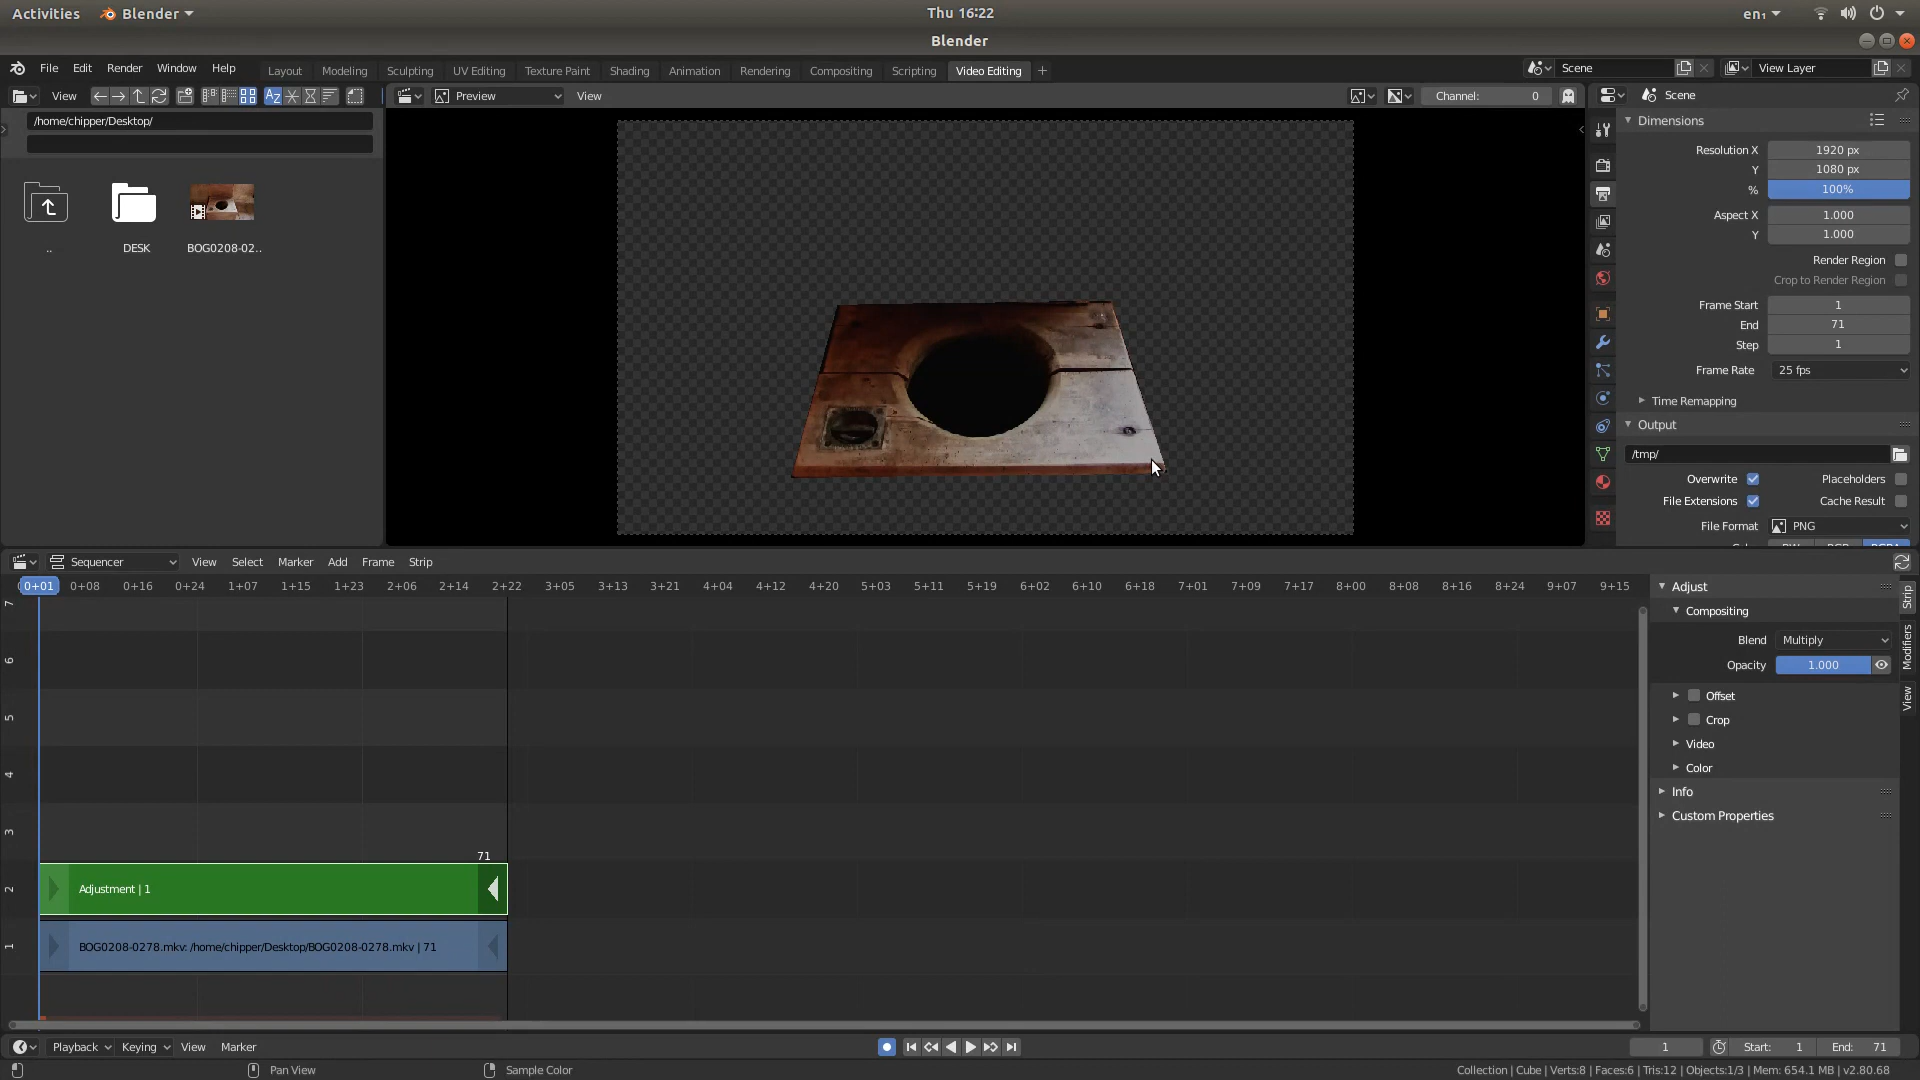 Activities Blender Thu 16:22 en₁
Blender
File Edit Render Window Help Layout Modeling Sculpting UV Editing Texture Paint Shading Animation Rendering Compositing Scripting Video Editing + Scene View Layer
View Preview View Channel: 0 Scene
/home/chipper/Desktop/
.. DESK BOG0208-02..
Dimensions
Resolution X 1920 px
Y 1080 px
% 100%
Aspect X 1.000
Y 1.000
Render Region
Crop to Render Region
Frame Start 1
End 71
Step 1
Frame Rate 25 fps
Time Remapping
Output
/tmp/
Overwrite Placeholders
File Extensions Cache Result
File Format PNG
Sequencer View Select Marker Add Frame Strip
0+01 0+08 0+16 0+24 1+07 1+15 1+23 2+06 2+14 2+22 3+05 3+13 3+21 4+04 4+12 4+20 5+03 5+11 5+19 6+02 6+10 6+18 7+01 7+09 7+17 8+00 8+08 8+16 8+24 9+07 9+15
7
6
5
4
3
71
2 Adjustment | 1
1 BOG0208-0278.mkv: /home/chipper/Desktop/BOG0208-0278.mkv | 71
Adjust
Compositing
Blend Multiply
Opacity 1.000
Offset
Crop
Video
Color
Info
Custom Properties
Strip
Modifiers
View
Playback Keying View Marker 1 Start: 1 End: 71
Pan View Sample Color Collection | Cube | Verts:8 | Faces:6 | Tris:12 | Objects:1/3 | Mem: 654.1 MB | v2.80.68